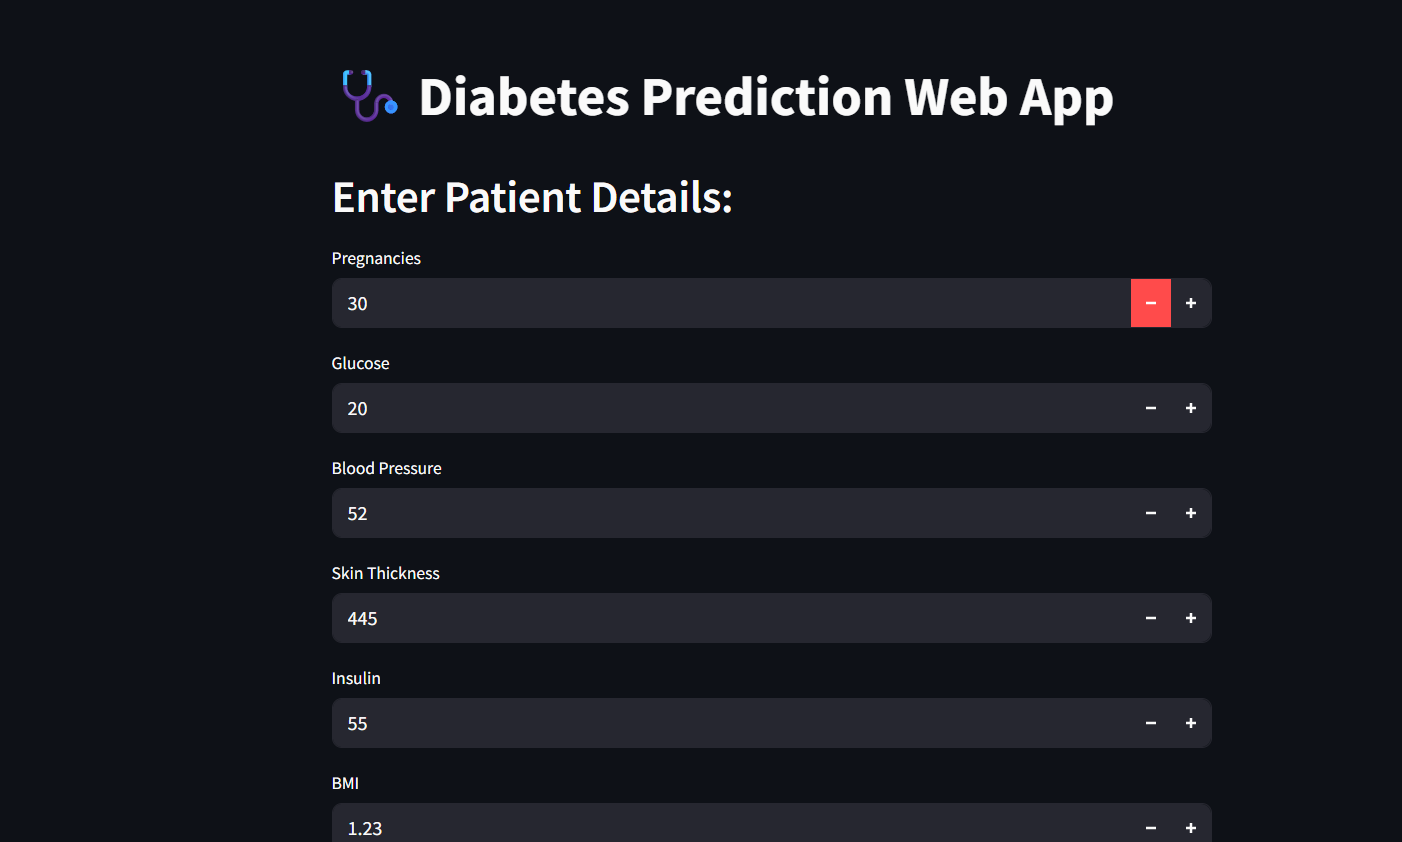 Diabetes Prediction Web App
Enter Patient Details:
Pregnancies
30
Glucose
20
Blood Pressure
52
Skin Thickness
445
Insulin
55
BMI
1.23